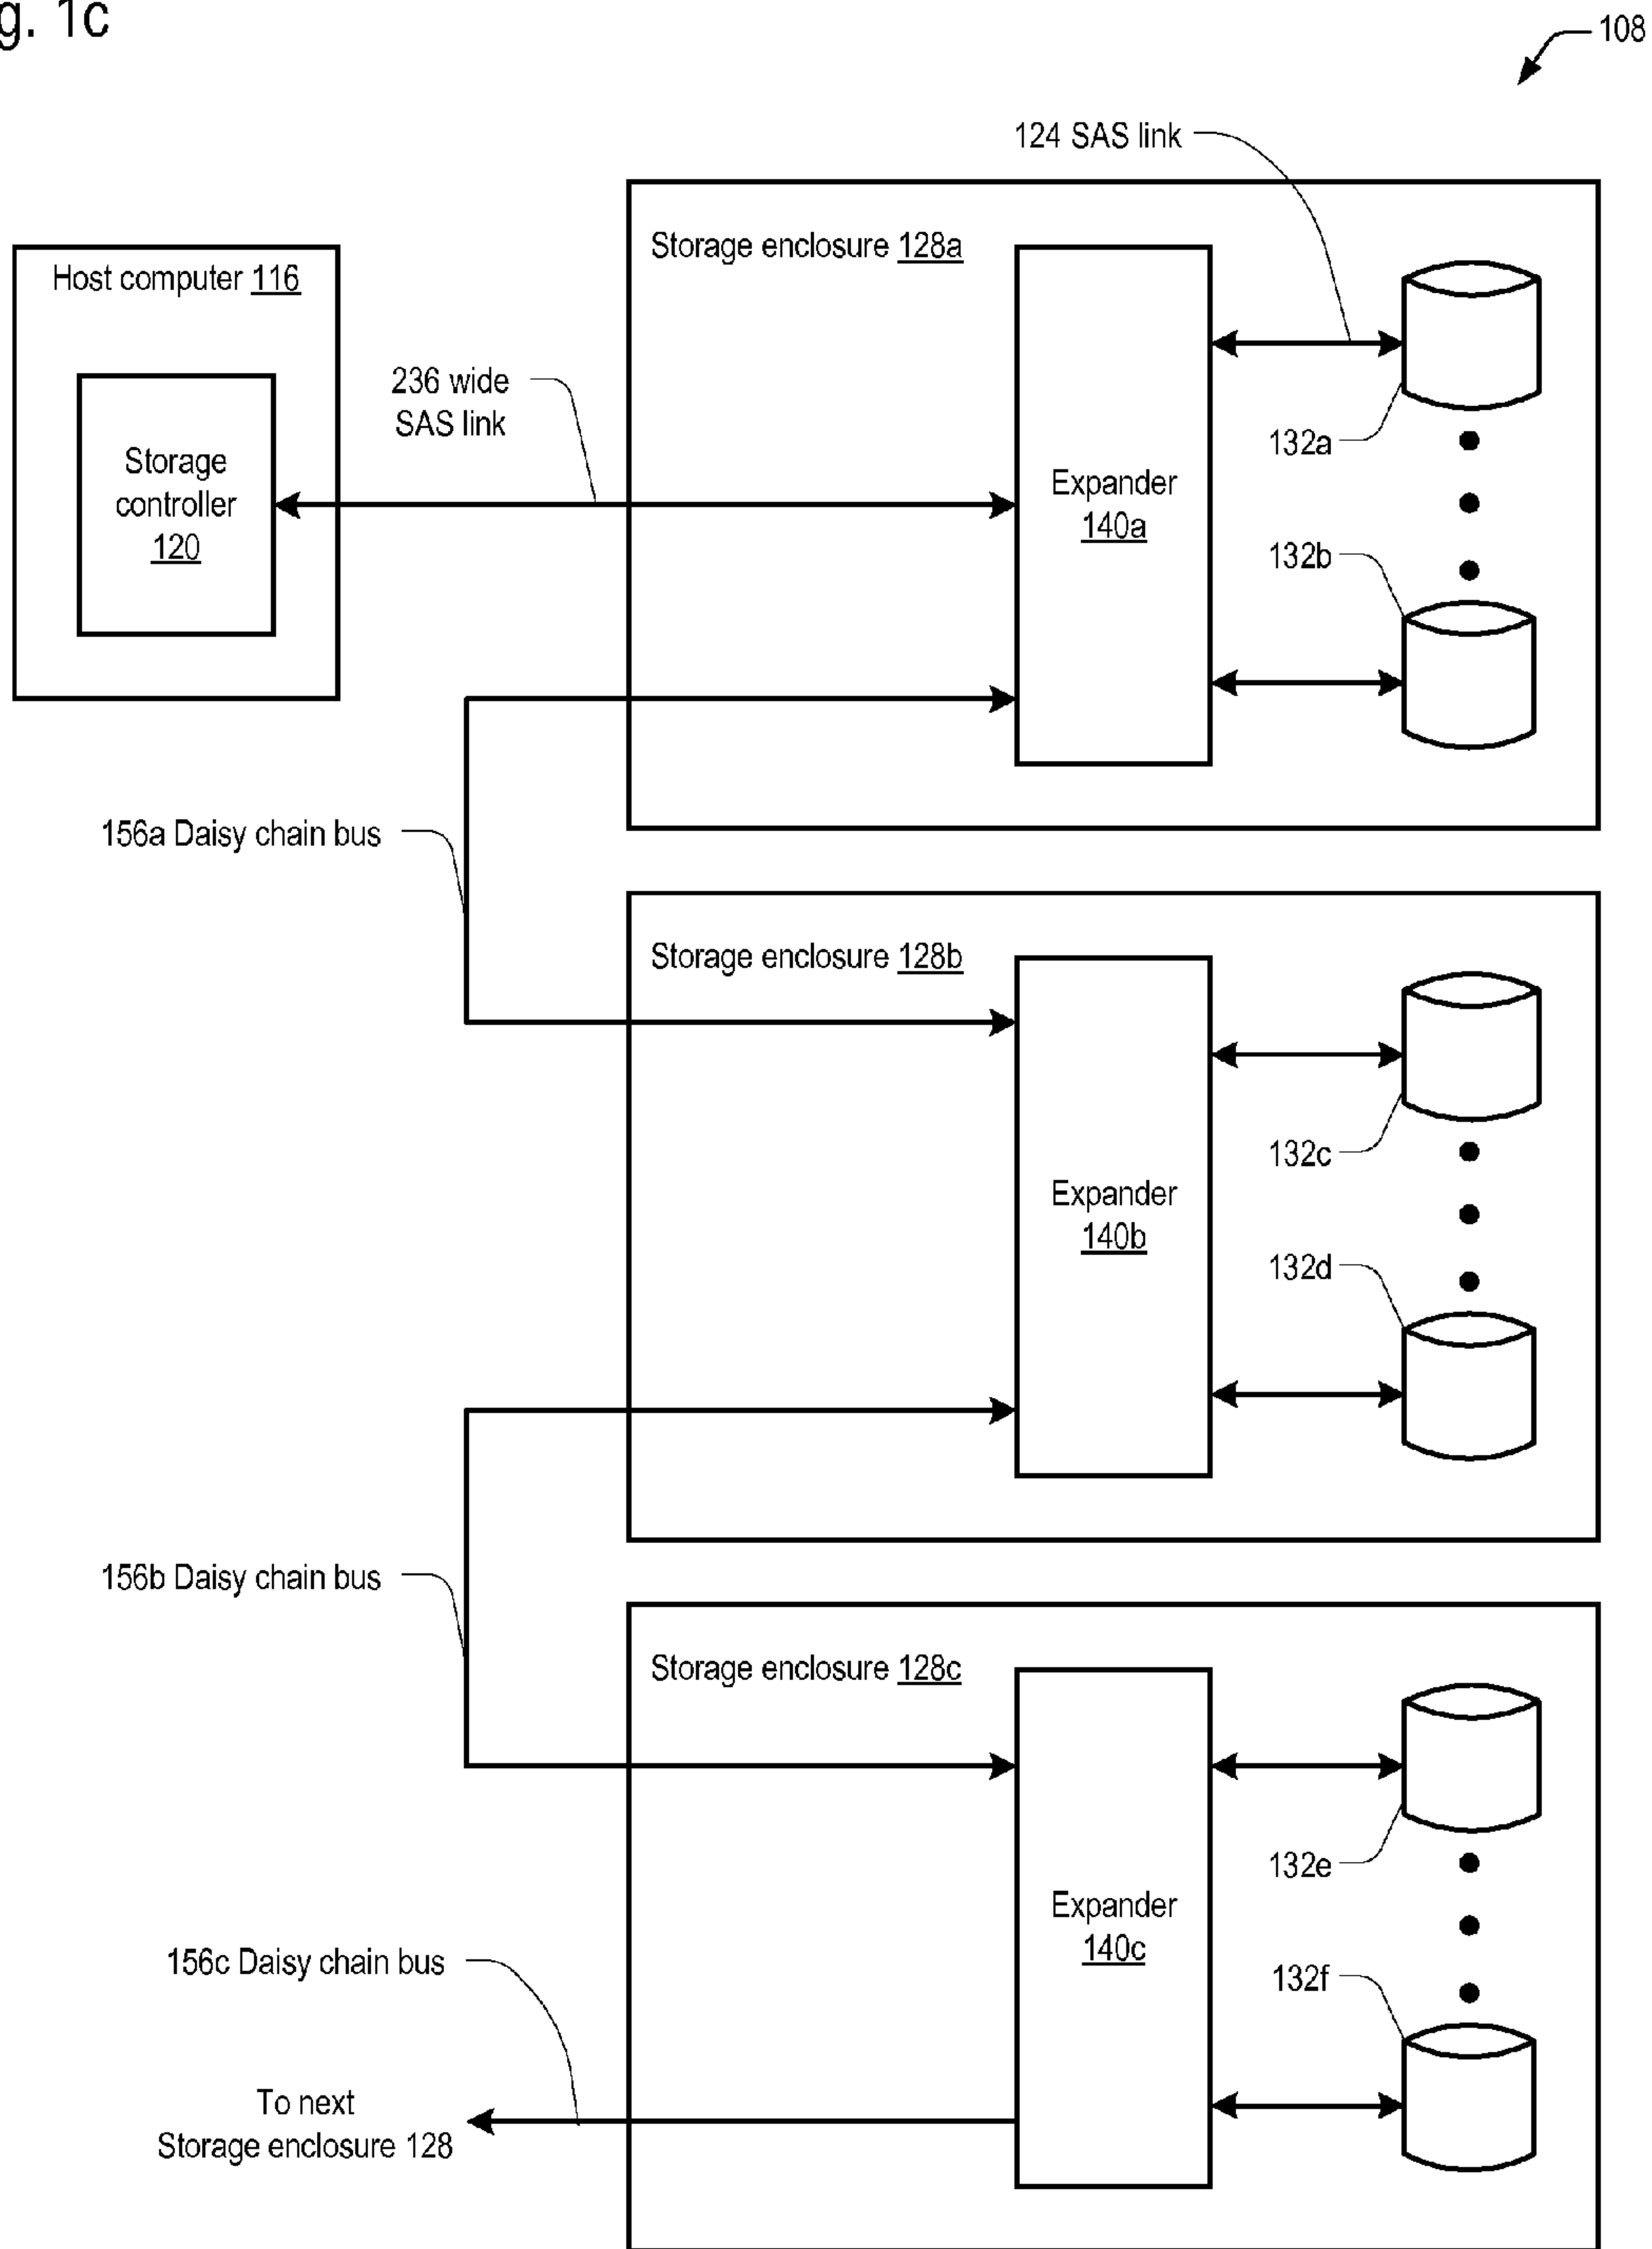 g. 1c
108
124 SAS link
Storage enclosure 128a
Host computer 116
236 wide
SAS link
Storage
controller
120
132a
Expander
140a
132b
156a Daisy chain bus
Storage enclosure 128b
132c
Expander
140b
132d
156b Daisy chain bus
Storage enclosure 128c
132e
Expander
140c
156c Daisy chain bus
132f
To next
Storage enclosure 128